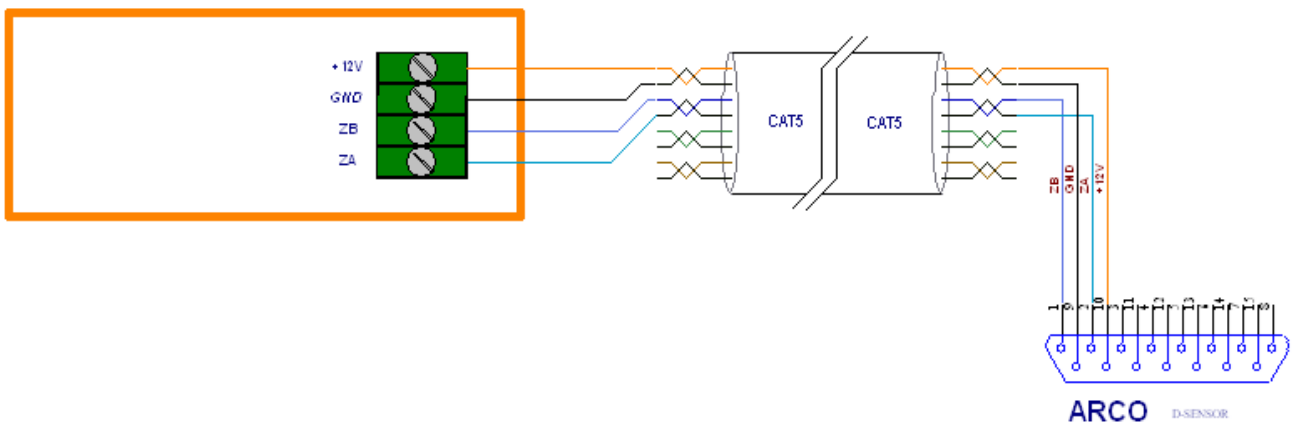 + 12V
GND
ZB
ZA
CAT5
CAT5
ZB
GND
ZA
+12V
1
9
2
10
3
11
4
12
5
13
6
14
7
15
8
ARCO D-SENSOR